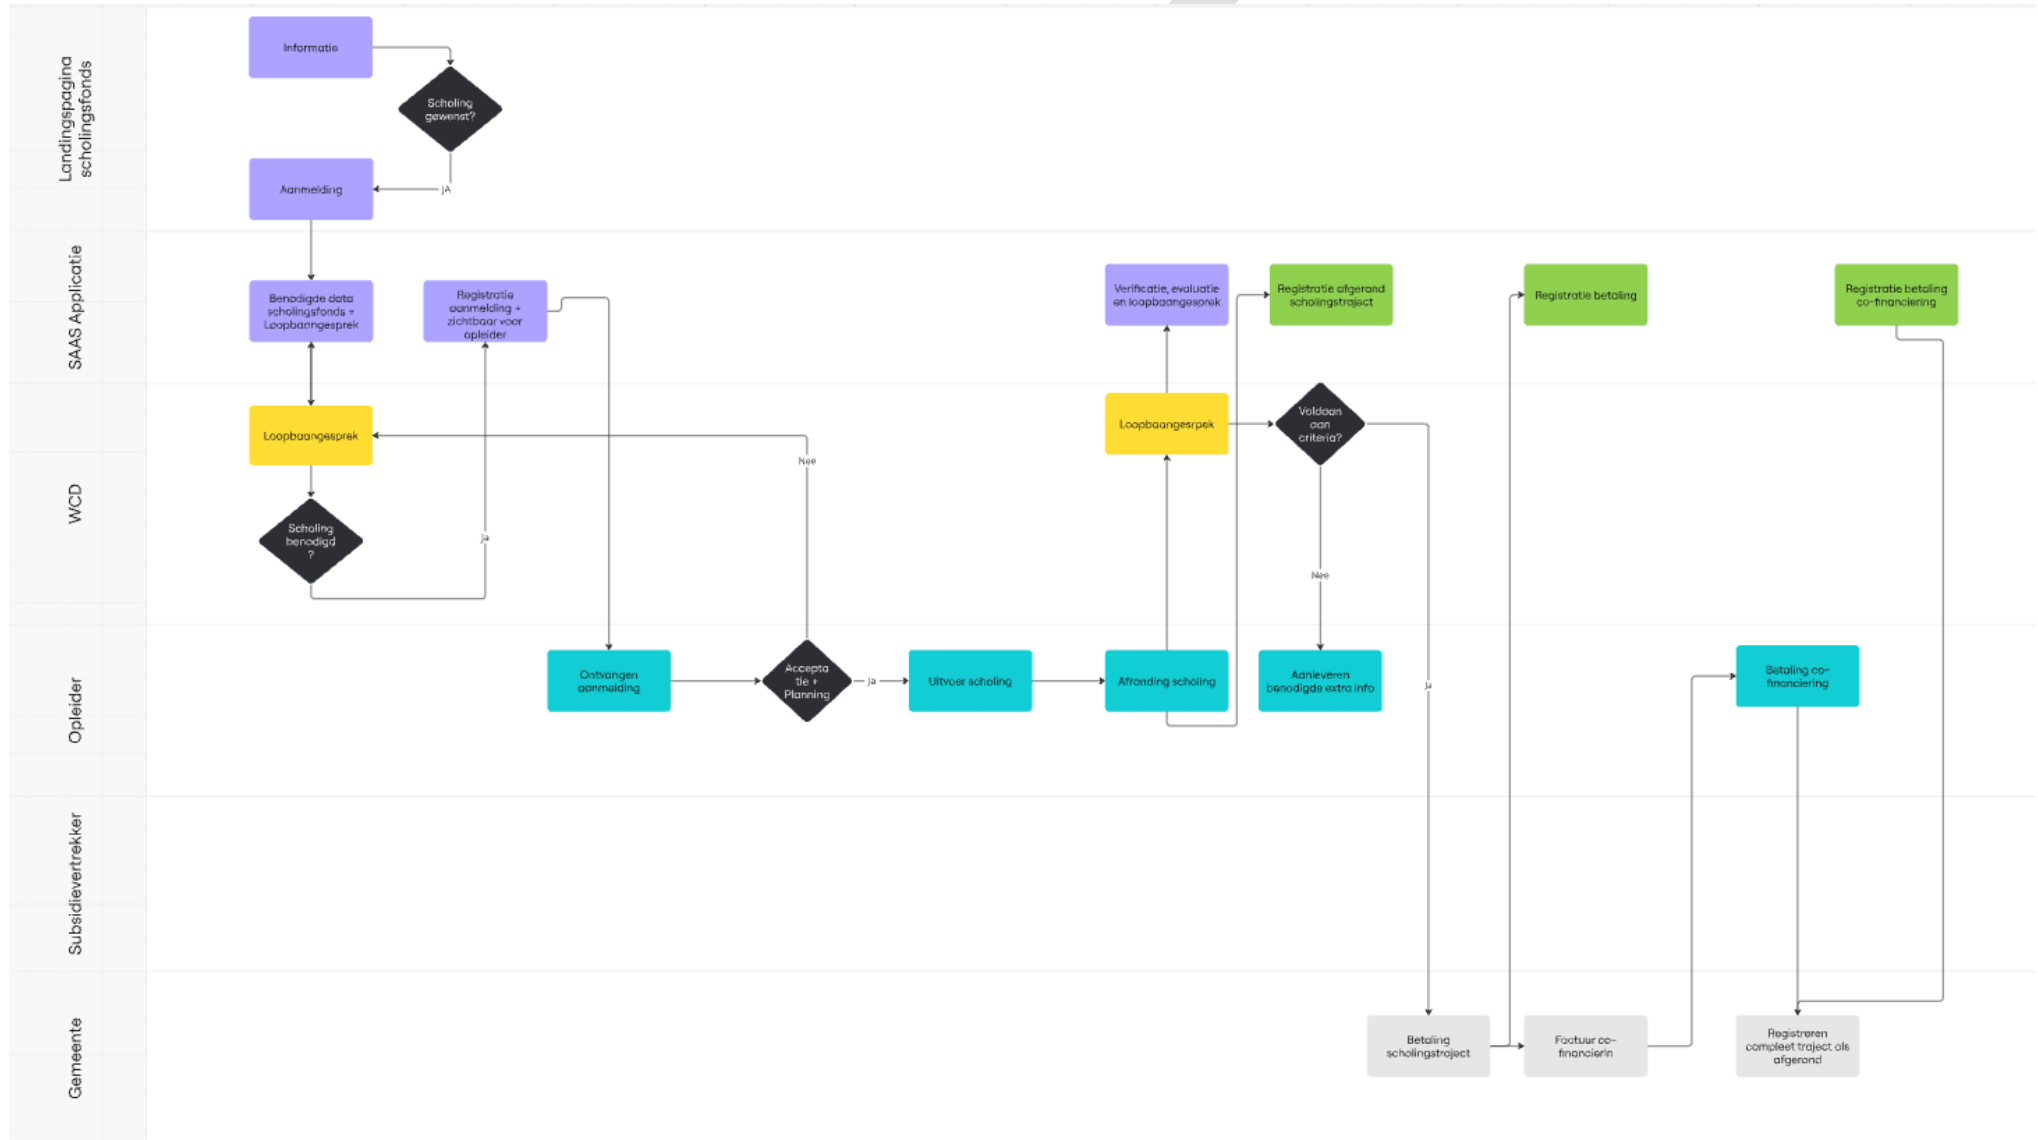 Landingspagina
scholingsfonds
Informatie
Scholing
gewenst?
JA
Aanmelding
SAAS Applicatie
Benodigde data
scholingsfonds +
Loopbaangesprek
Registratie
aanmelding +
zichtbaar voor
opleider
Verificatie, evaluatie
en loopbaangesprek
Registratie afgerond
scholingstraject
Registratie betaling
Registratie betaling
co-financiering
WCD
Loopbaangesprek
Nee
Scholing
benodigd
?
Ja
Loopbaangesrpek
Voldaan
aan
criteria?
Nee
Ja
Opleider
Ontvangen
aanmelding
Accepta
tie +
Planning
ja
Uitvoer scholing
Afronding scholing
Aanleveren
benodigde extra info
Betaling co-
financiering
Subsidievertrekker
Gemeente
Betaling
scholingstraject
Factuur co-
financierin
Registreren
compleet traject als
afgerond